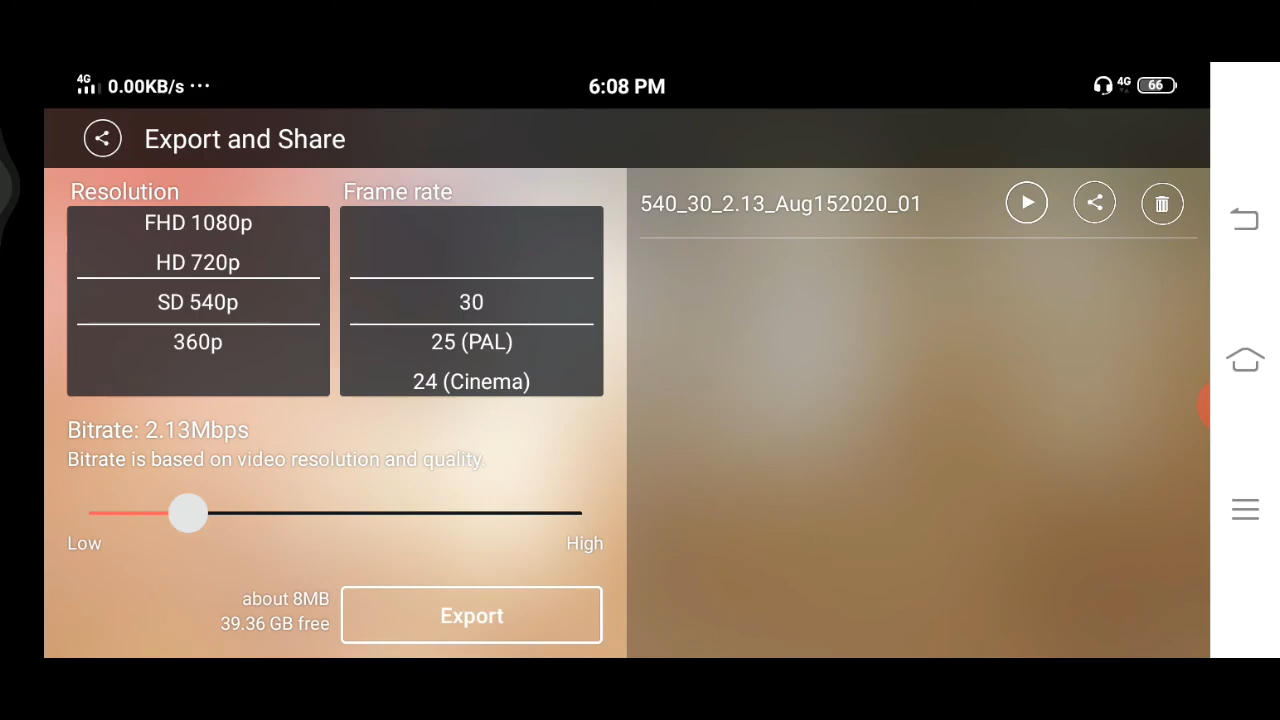 4G 0.00KB/s ... 6:08 PM 4G 66
Export and Share
Resolution Frame rate
540_30_2.13_Aug152020_01
FHD 1080p
HD 720p
SD 540p 30
360p 25 (PAL)
24 (Cinema)
Bitrate: 2.13Mbps
Bitrate is based on video resolution and quality.
Low High
about 8MB
39.36 GB free
Export